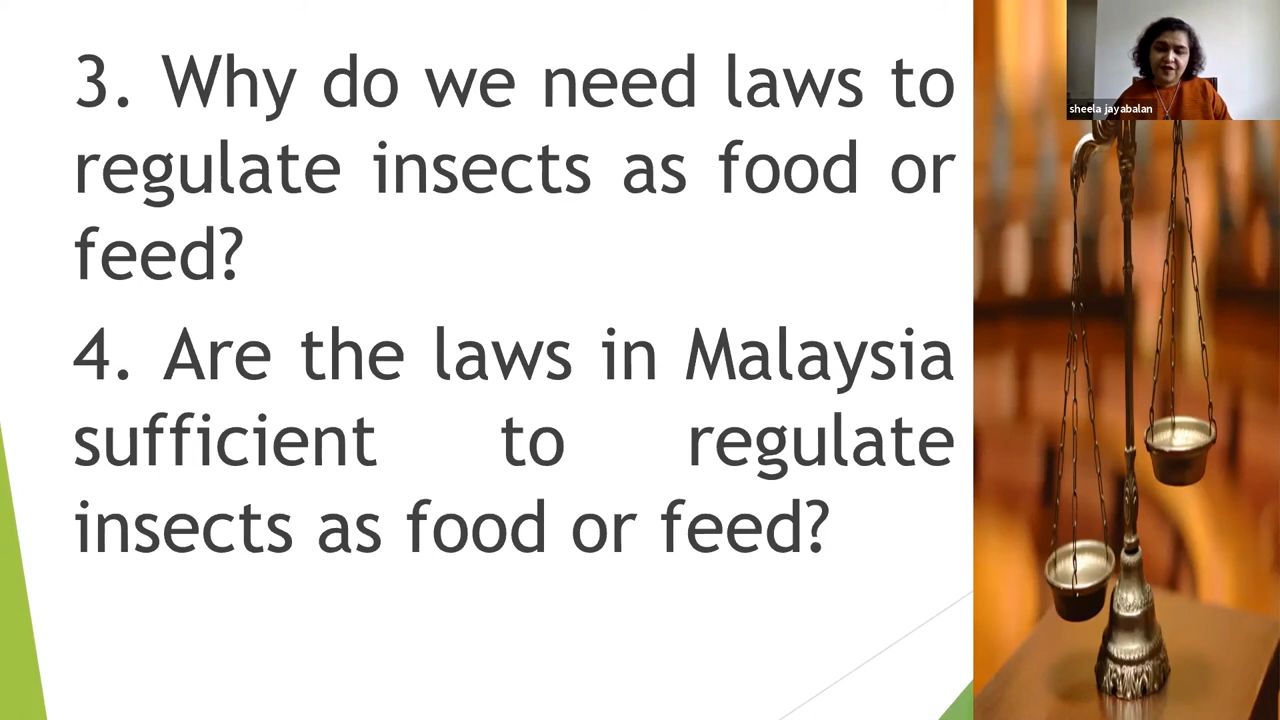 3. Why do we need laws to
regulate insects as food or
feed?
4. Are the laws in Malaysia
sufficient to regulate
insects as food or feed?
sheela jayabalan